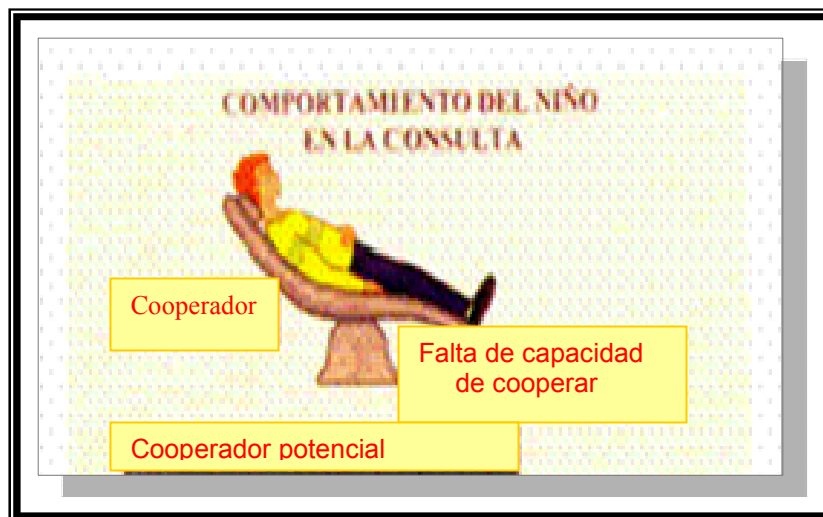 COMPORTAMIENTO DEL NIÑO
EN LA CONSULTA
Cooperador
Falta de capacidad
de cooperar
Cooperador potencial